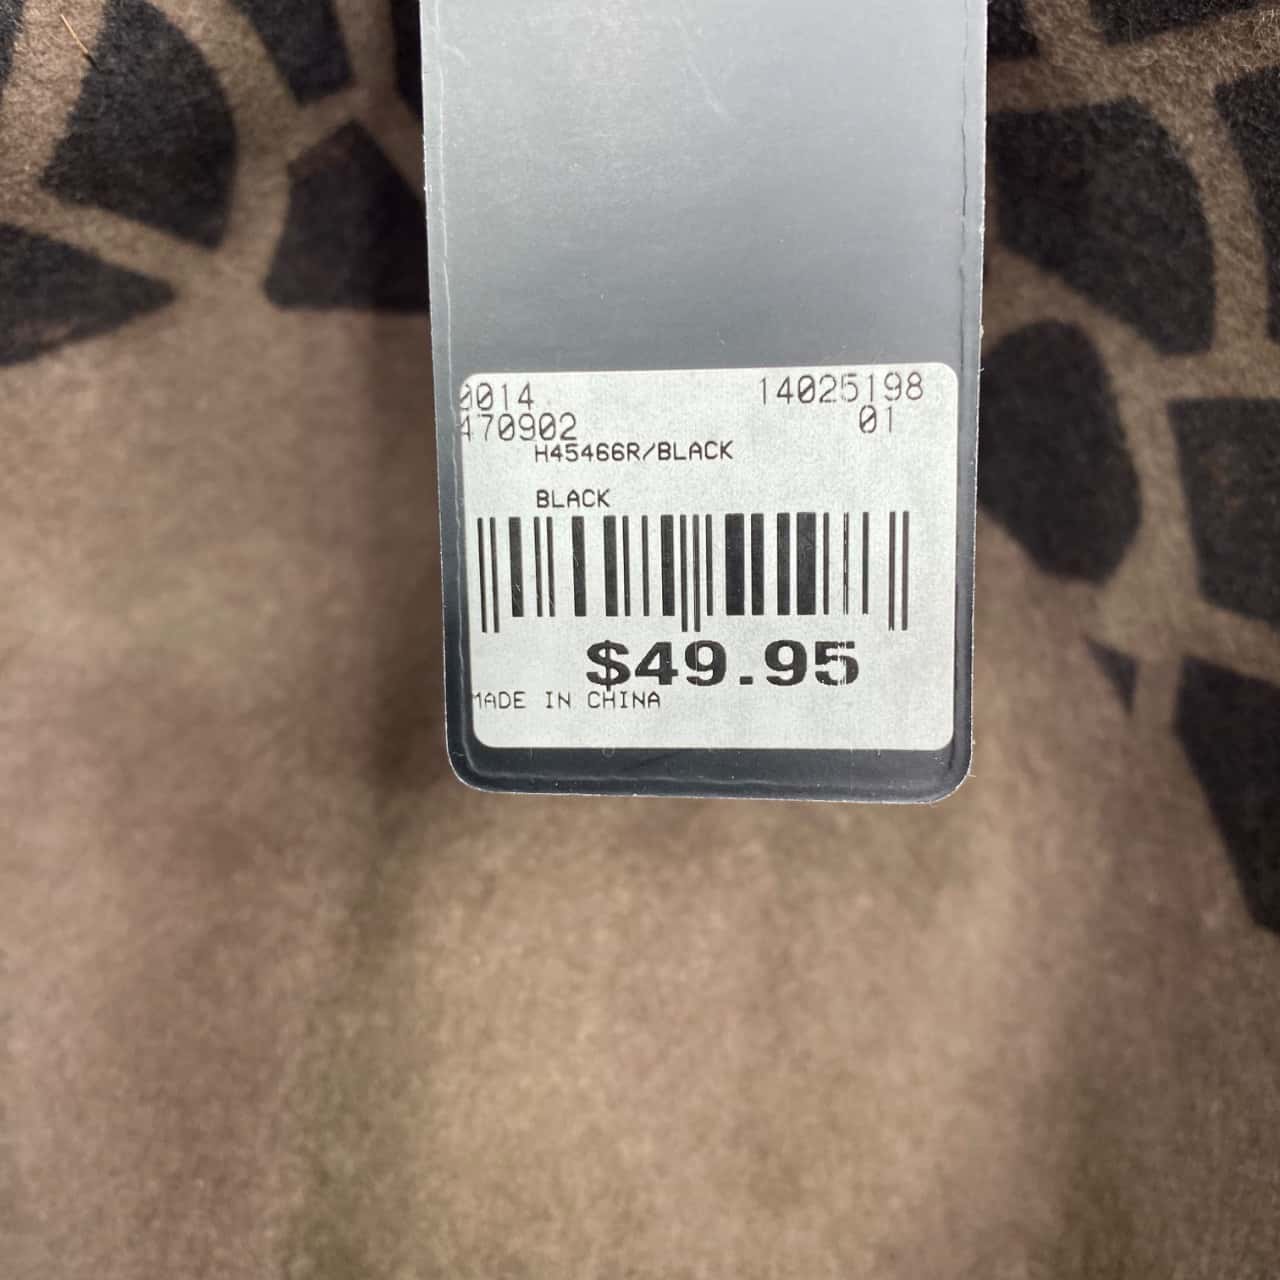 0014 14025198
470902 01
H45466R/BLACK
BLACK
$49.95
MADE IN CHINA